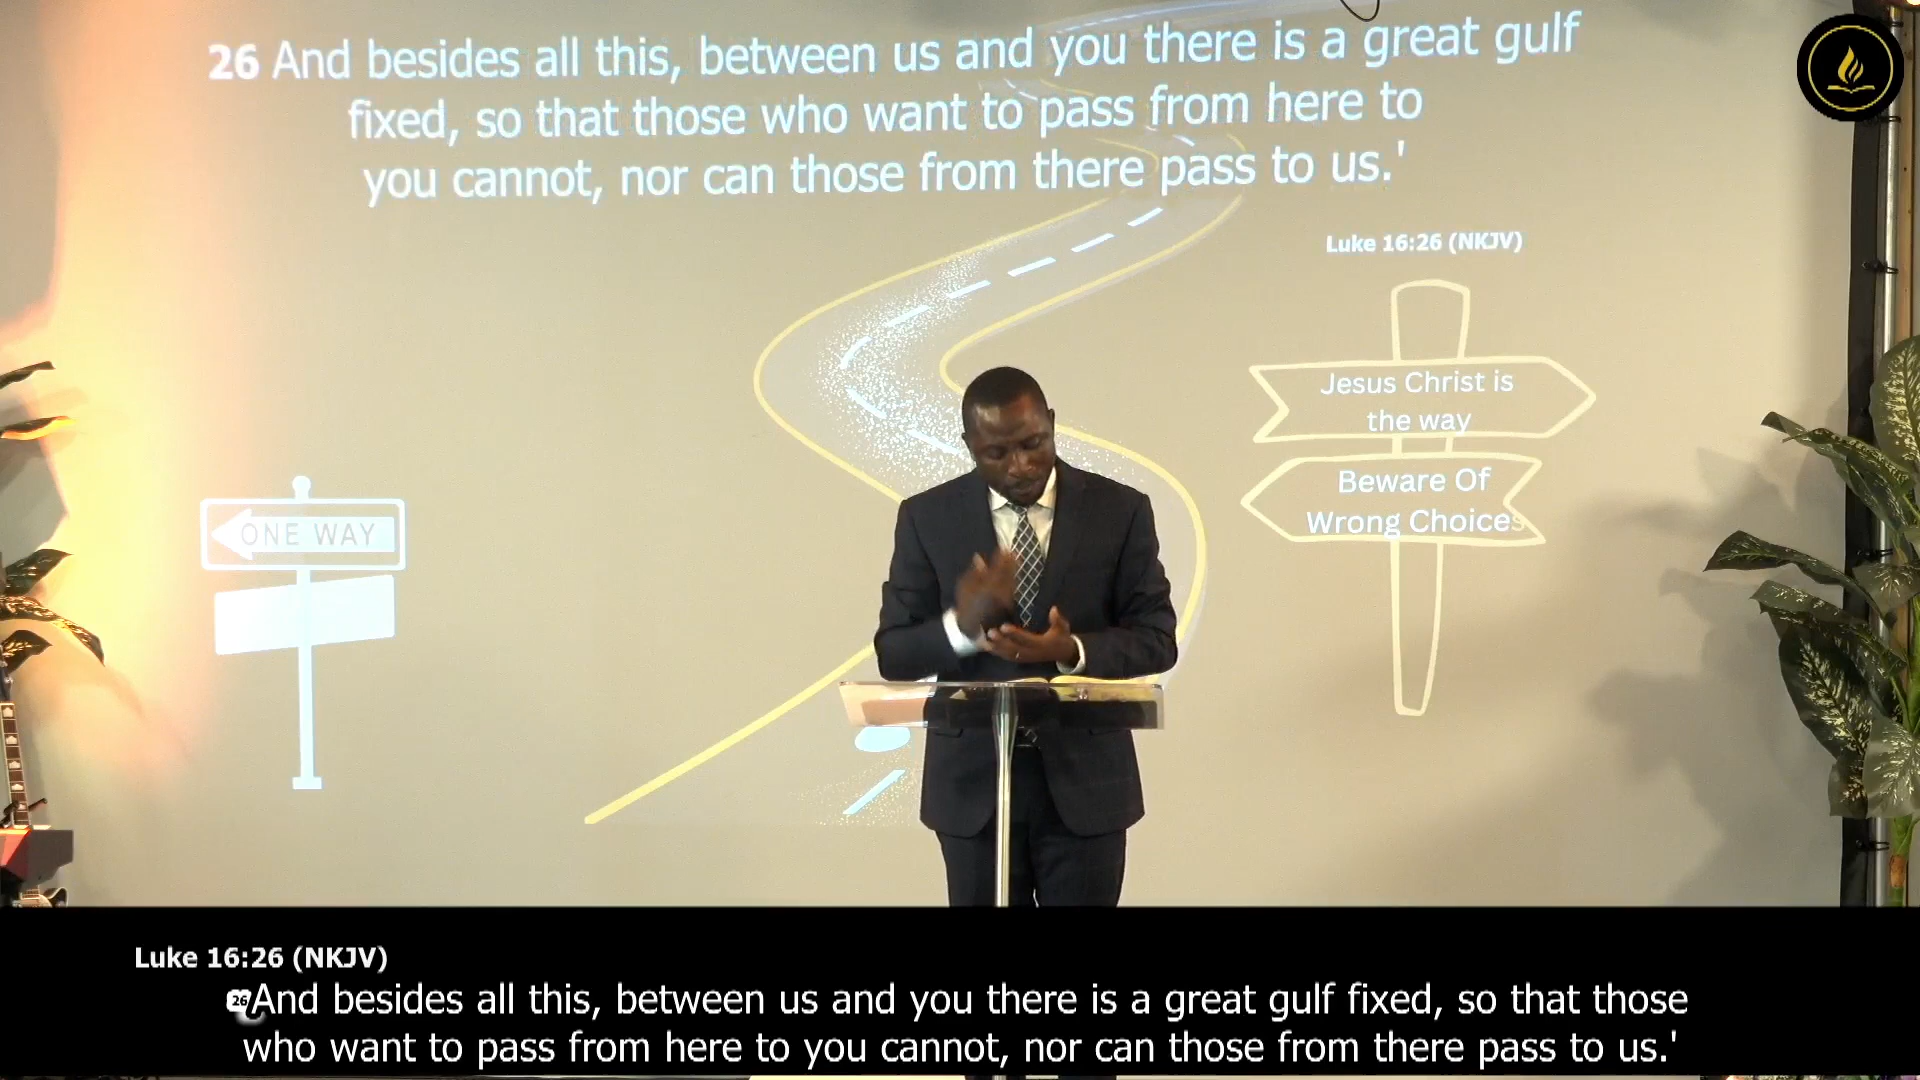 26 And besides all this, between us and you there is a great gulf
fixed, so that those who want to pass from here to
you cannot, nor can those from there pass to us.'
Luke 16:26 (NKJV)
Jesus Christ is
the way
Beware Of
Wrong Choices
ONE WAY
Luke 16:26 (NKJV)
26 And besides all this, between us and you there is a great gulf fixed, so that those
who want to pass from here to you cannot, nor can those from there pass to us.'